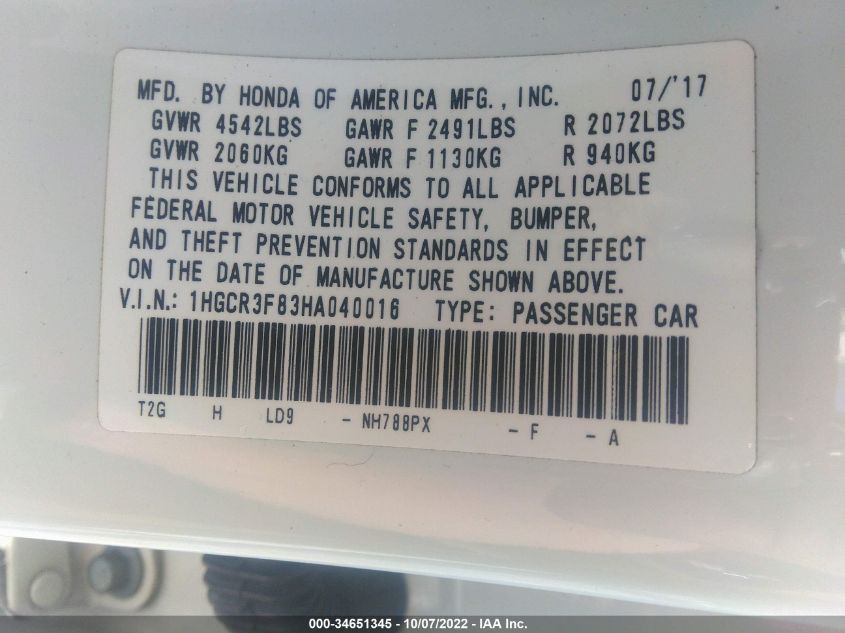 MFD. BY HONDA OF AMERICA MFG., INC. 07/'17
GVWR 4542LBS GAWR F 2491LBS R 2072LBS
GVWR 2060KG GAWR F 1130KG R 940KG
THIS VEHICLE CONFORMS TO ALL APPLICABLE
FEDERAL MOTOR VEHICLE SAFETY, BUMPER,
AND THEFT PREVENTION STANDARDS IN EFFECT
ON THE DATE OF MANUFACTURE SHOWN ABOVE.
V.I.N.: 1HGCR3F83HA040016 TYPE: PASSENGER CAR
T2G H LD9 - NH788PX - F - A
000-34651345 - 10/07/2022 - IAA Inc.